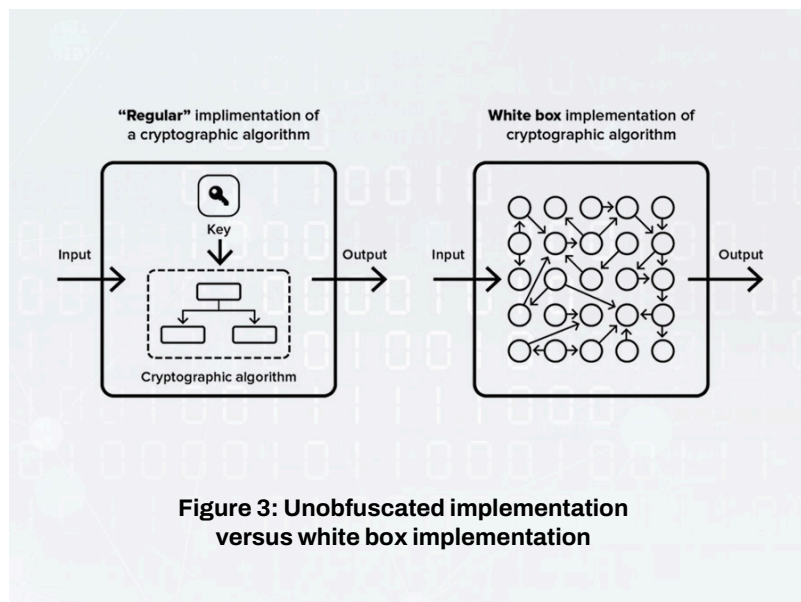 “Regular” implimentation of
a cryptographic algorithm
Key
Input
Output
Cryptographic algorithm
White box implementation of
cryptographic algorithm
Input
Output
Figure 3: Unobfuscated implementation
versus white box implementation